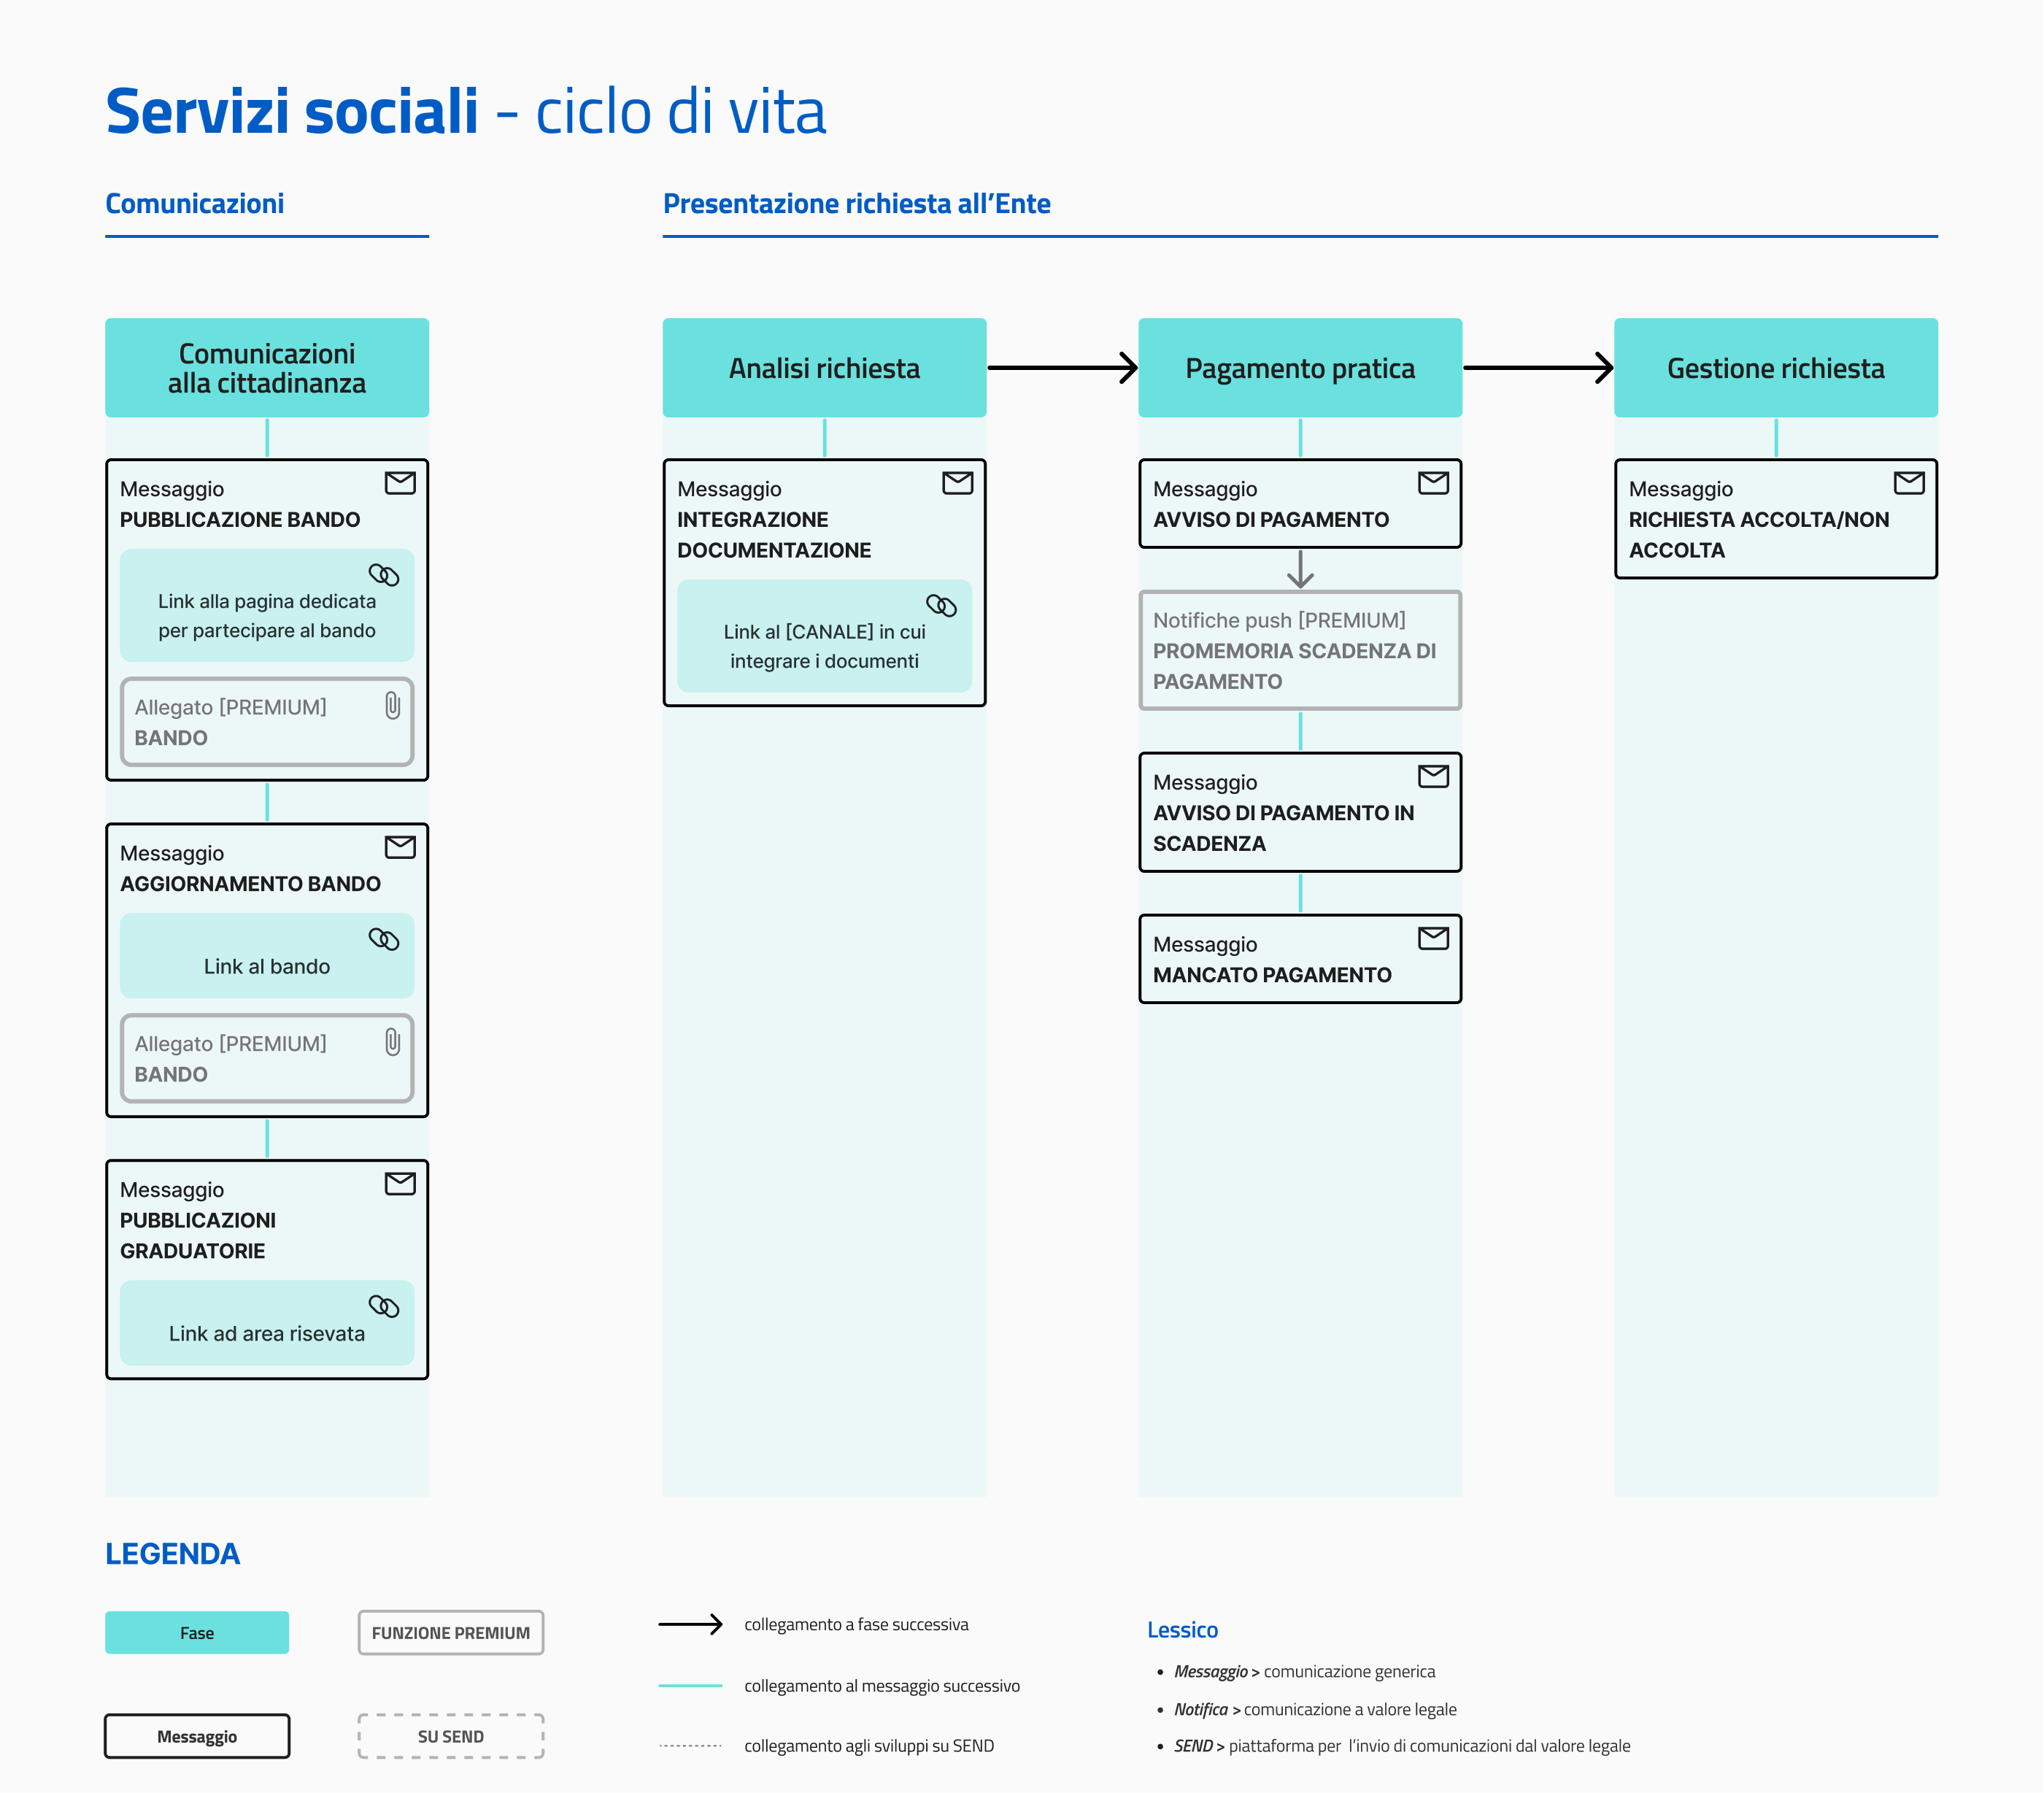 Servizi sociali - ciclo di vita
Comunicazioni
Presentazione richiesta all’Ente
Comunicazioni
alla cittadinanza
Messaggio
PUBBLICAZIONE BANDO
Link alla pagina dedicata
per partecipare al bando
Allegato [PREMIUM]
BANDO
Messaggio
AGGIORNAMENTO BANDO
Link al bando
Allegato [PREMIUM]
BANDO
Messaggio
PUBBLICAZIONI
GRADUATORIE
Link ad area risevata
Analisi richiesta
Messaggio
INTEGRAZIONE
DOCUMENTAZIONE
Link al [CANALE] in cui
integrare i documenti
Pagamento pratica
Messaggio
AVVISO DI PAGAMENTO
Notifiche push [PREMIUM]
PROMEMORIA SCADENZA DI
PAGAMENTO
Messaggio
AVVISO DI PAGAMENTO IN
SCADENZA
Messaggio
MANCATO PAGAMENTO
Gestione richiesta
Messaggio
RICHIESTA ACCOLTA/NON
ACCOLTA
LEGENDA
Fase
FUNZIONE PREMIUM
Messaggio
SU SEND
collegamento a fase successiva
collegamento al messaggio successivo
collegamento agli sviluppi su SEND
Lessico
• Messaggio > comunicazione generica
• Notifica > comunicazione a valore legale
• SEND > piattaforma per l’invio di comunicazioni dal valore legale